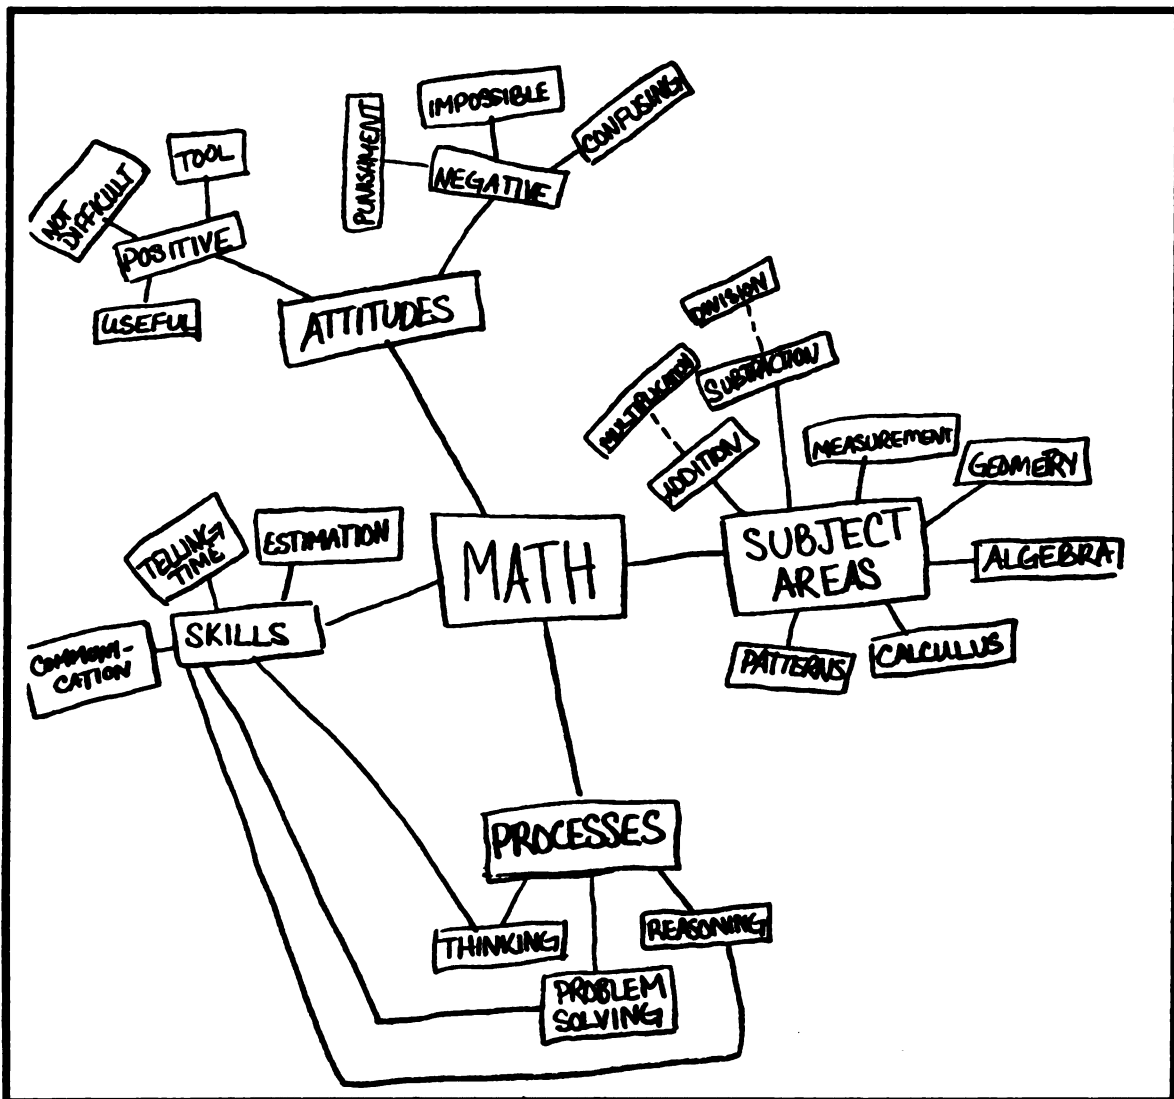 IMPOSSIBLE
CONFUSING
PUNISHMENT
NEGATIVE
TOOL
NOT
DIFFICULT
POSITIVE
USEFUL
ATTITUDES
DIVISION
SUBTRACTION
MULTIPLICATION
ADDITION
MEASUREMENT
GEOMETRY
SUBJECT
AREAS
ALGEBRA
PATTERNS
CALCULUS
MATH
TELLING
TIME
ESTIMATION
SKILLS
COMMUNI-
CATION
PROCESSES
THINKING
REASONING
PROBLEM
SOLVING